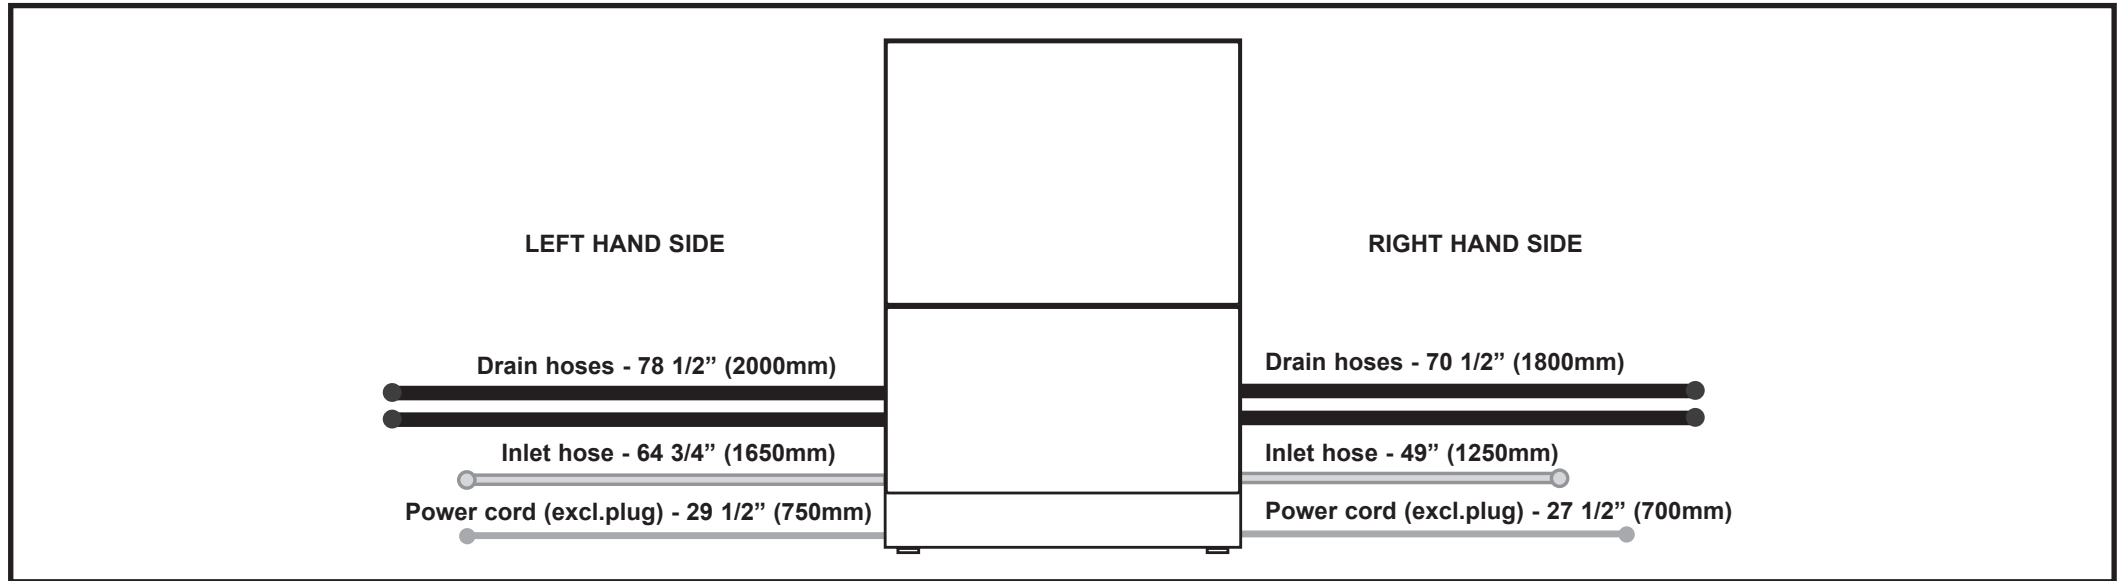 LEFT HAND SIDE
RIGHT HAND SIDE
Drain hoses - 78 1/2” (2000mm)
Drain hoses - 70 1/2” (1800mm)
Inlet hose - 64 3/4” (1650mm)
Inlet hose - 49” (1250mm)
Power cord (excl.plug) - 29 1/2” (750mm)
Power cord (excl.plug) - 27 1/2” (700mm)